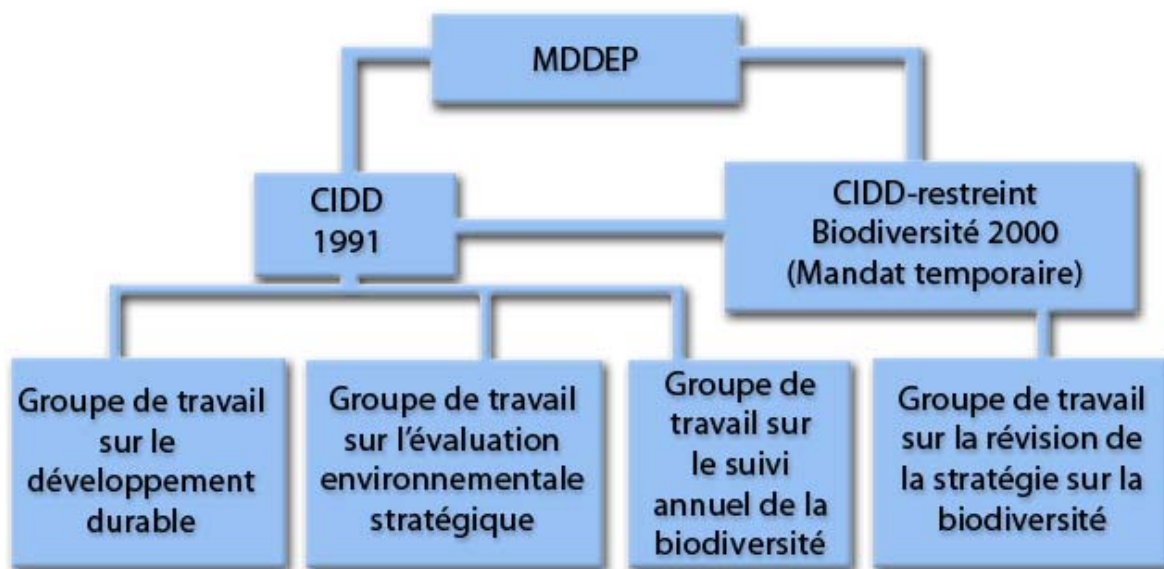 MDDEP
CIDD
1991
CIDD-restreint
Biodiversité 2000
(Mandat temporaire)
Groupe de travail
sur le
développement
durable
Groupe de travail
sur l'évaluation
environnementale
stratégique
Groupe de
travail sur
le suivi
annuel de la
biodiversité
Groupe de travail
sur la révision de
la stratégie sur la
biodiversité